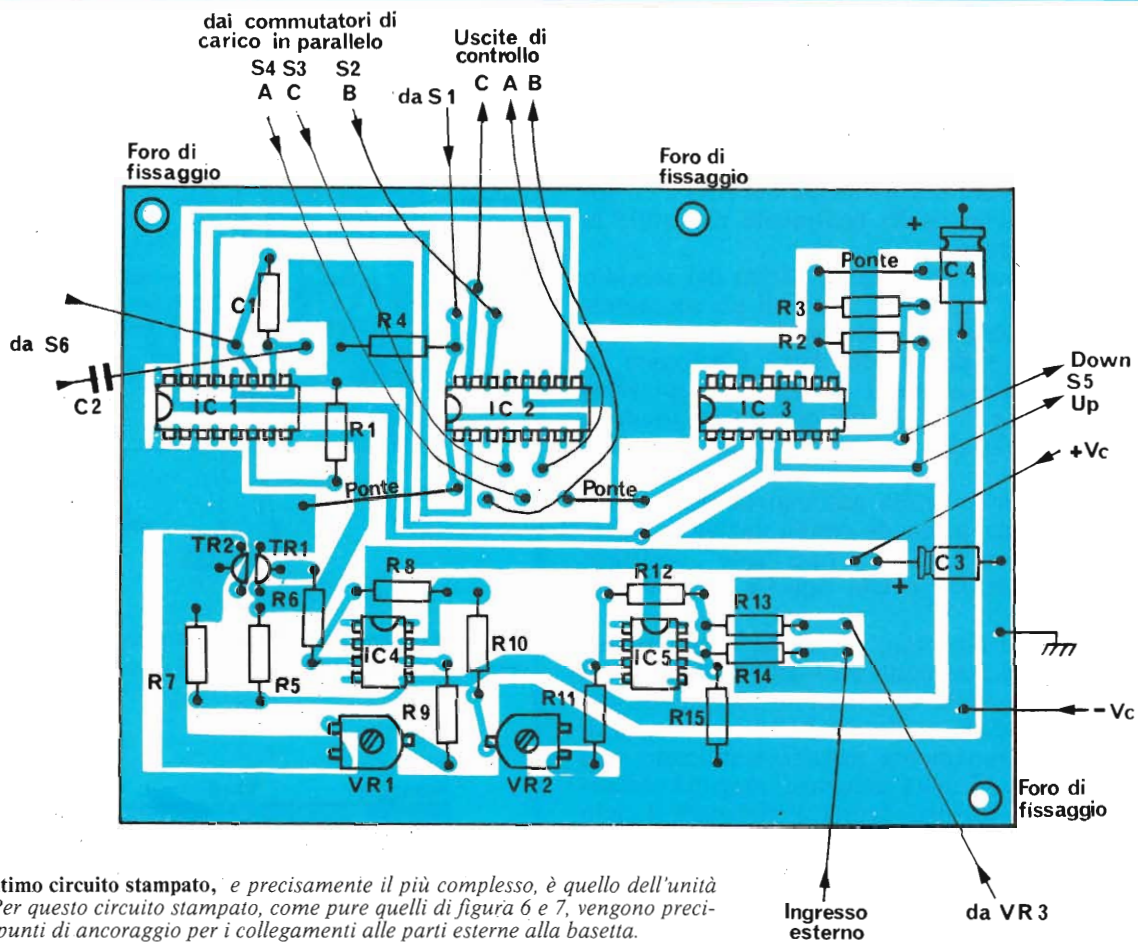 dai commutatori di
carico in parallelo
S4 S3 S2
A C B
da S1
Uscite di
controllo
C A B
Foro di
fissaggio
Foro di
fissaggio
+
Ponte
C4
C1
R4
R3
R2
da S6
C2
IC 1
IC 2
IC 3
R1
Down
S5
Up
+Vc
Ponte
Ponte
TR2
TR1
R8
R12
C3
+
R6
R13
R10
IC4
IC5
R14
R7
R5
R9
R11
R15
-Vc
VR1
VR2
Foro di
fissaggio
Ingresso
esterno
da VR3
timo circuito stampato, e precisamente il più complesso, è quello dell'unità
Per questo circuito stampato, come pure quelli di figura 6 e 7, vengono preci-
punti di ancoraggio per i collegamenti alle parti esterne alla basetta.